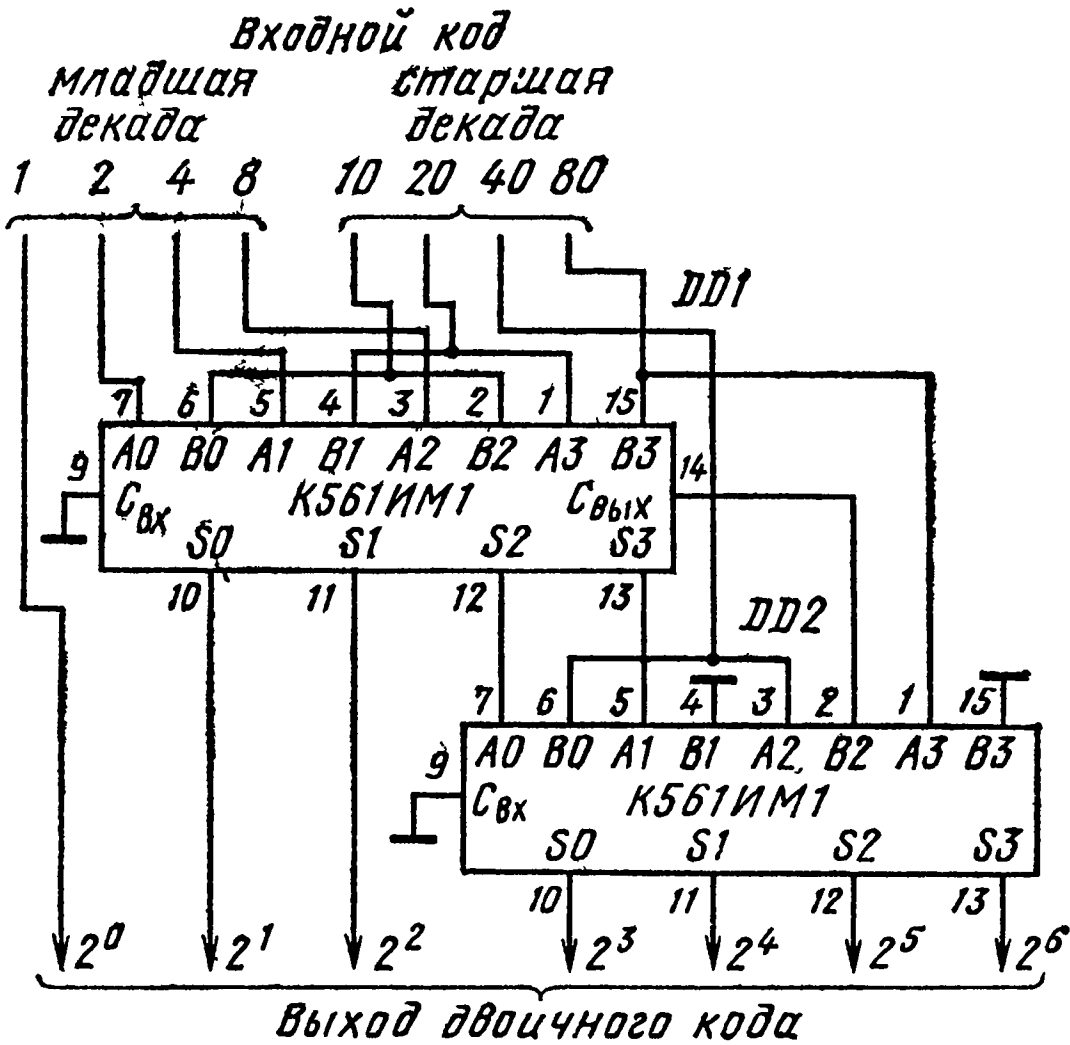 Входной код
младшая старшая
декада декада
1 2 4 8 10 20 40 80
DD1
7 6 5 4 3 2 1 15
A0 B0 A1 B1 A2 B2 A3 B3
9 14
Cвх К561ИМ1 Cвых
S0 S1 S2 S3
10 11 12 13
DD2
7 6 5 4 3 2 1 15
A0 B0 A1 B1 A2 B2 A3 B3
9
Cвх К561ИМ1
S0 S1 S2 S3
10 11 12 13
2⁰ 2¹ 2² 2³ 2⁴ 2⁵ 2⁶
Выход двоичного кода